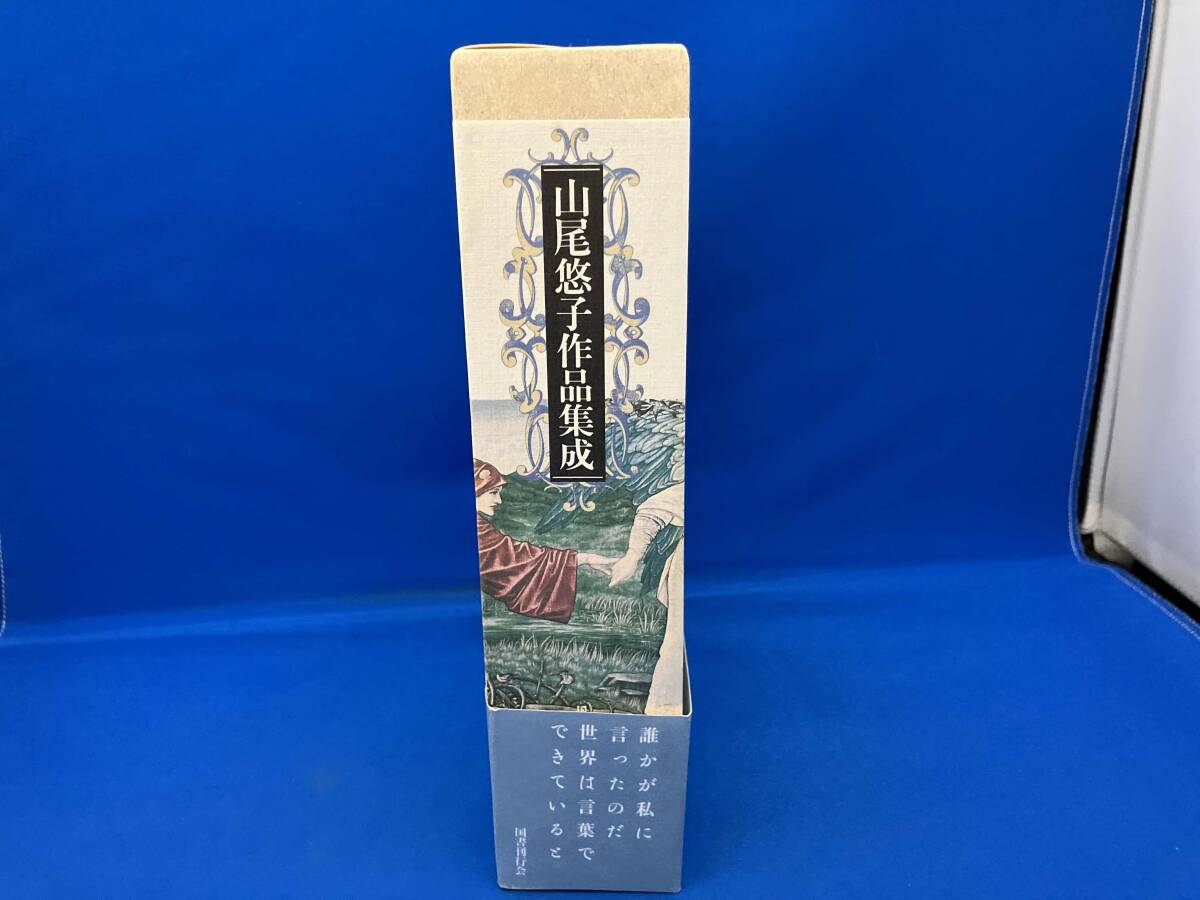 山尾悠子作品集成
誰かが私に
言ったのだ
世界は言葉で
できていると
国書刊行会